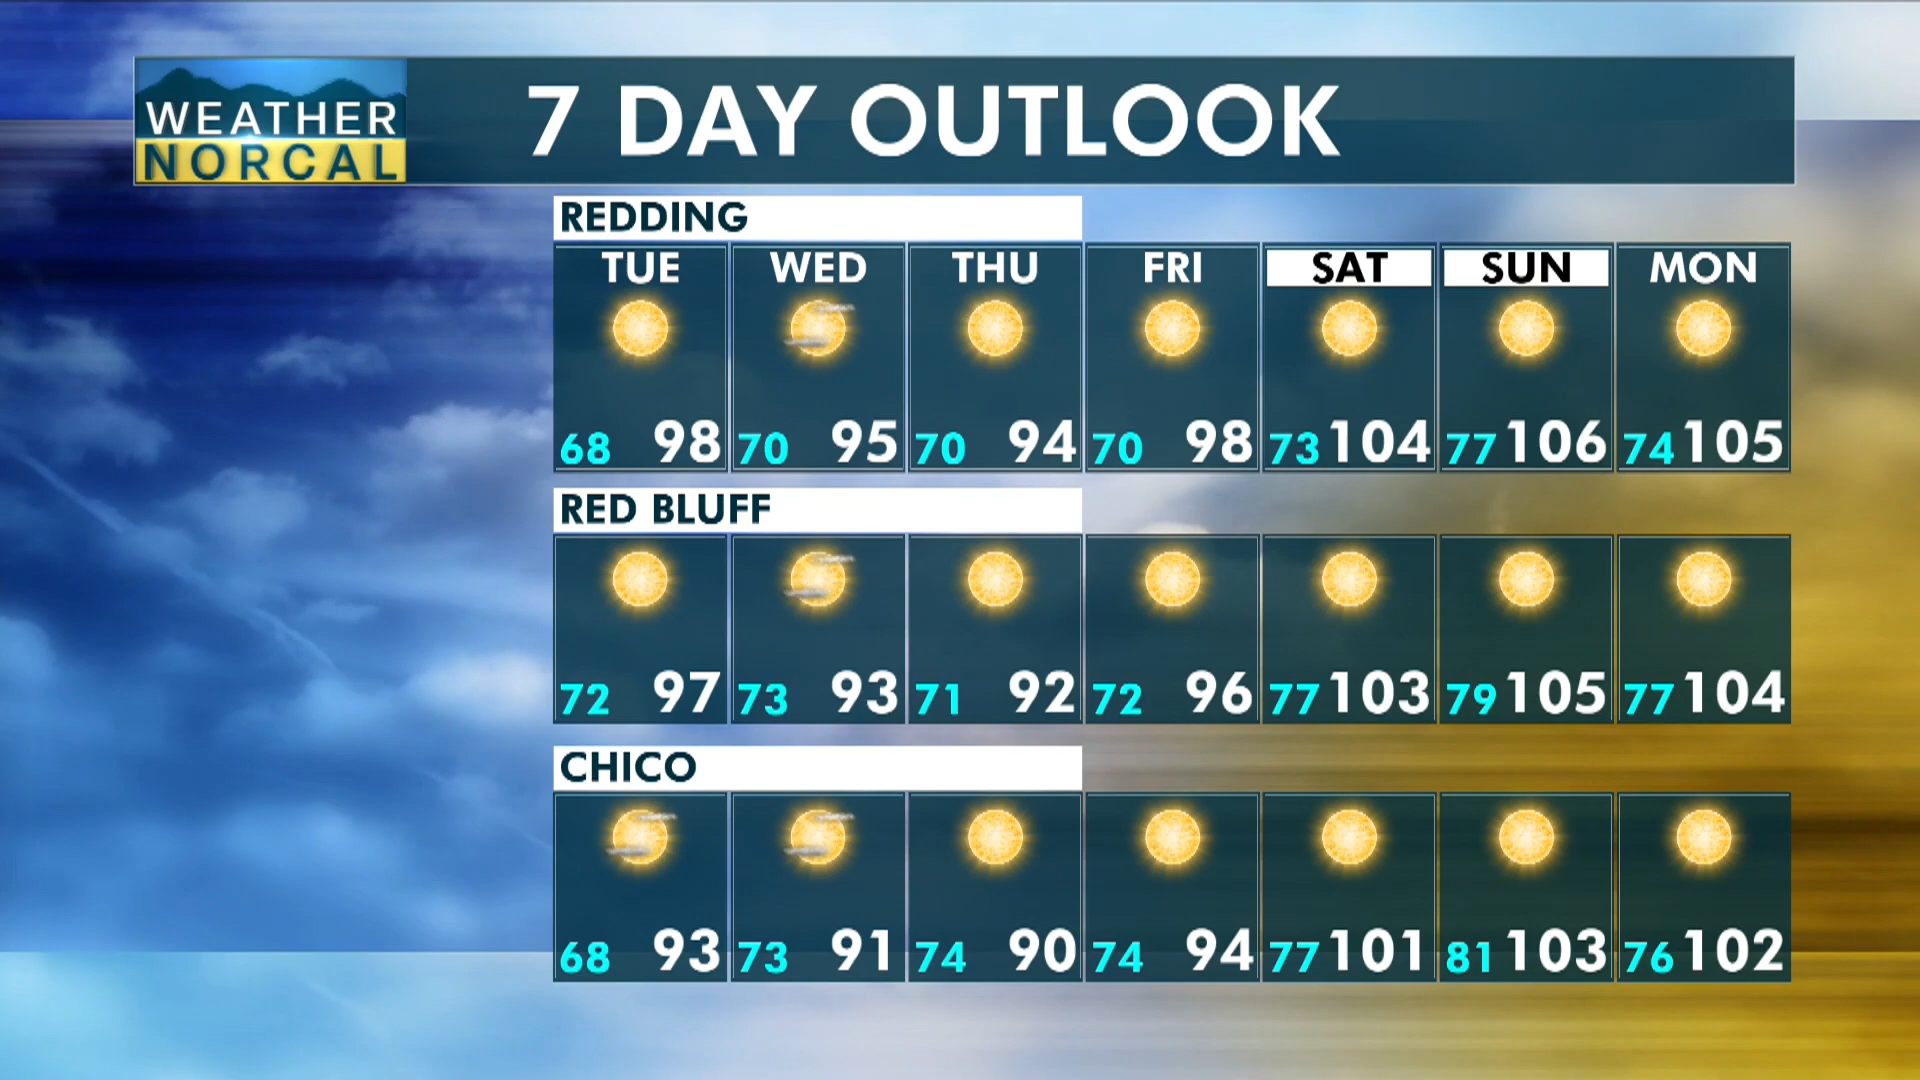 WEATHER
NORCAL
7 DAY OUTLOOK
REDDING
TUE WED THU FRI SAT SUN MON
68 98 70 95 70 94 70 98 73 104 77 106 74 105
RED BLUFF
72 97 73 93 71 92 72 96 77 103 79 105 77 104
CHICO
68 93 73 91 74 90 74 94 77 101 81 103 76 102